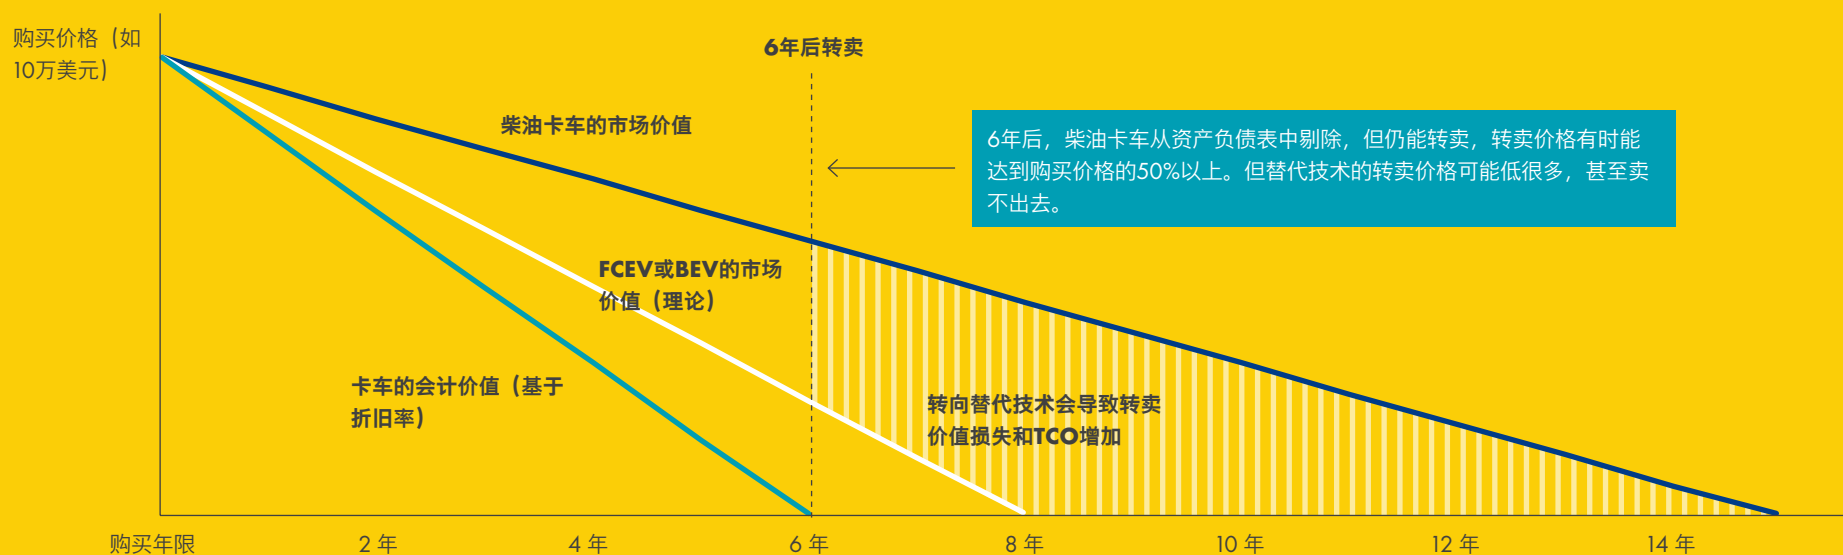 购买价格（如
10万美元）
6年后转卖
柴油卡车的市场价值
6年后，柴油卡车从资产负债表中剔除，但仍能转卖，转卖价格有时能
达到购买价格的50%以上。但替代技术的转卖价格可能低很多，甚至卖
不出去。
FCEV或BEV的市场
价值（理论）
卡车的会计价值（基于
折旧率）
转向替代技术会导致转卖
价值损失和TCO增加
购买年限
2 年
4 年
6 年
8 年
10 年
12 年
14 年